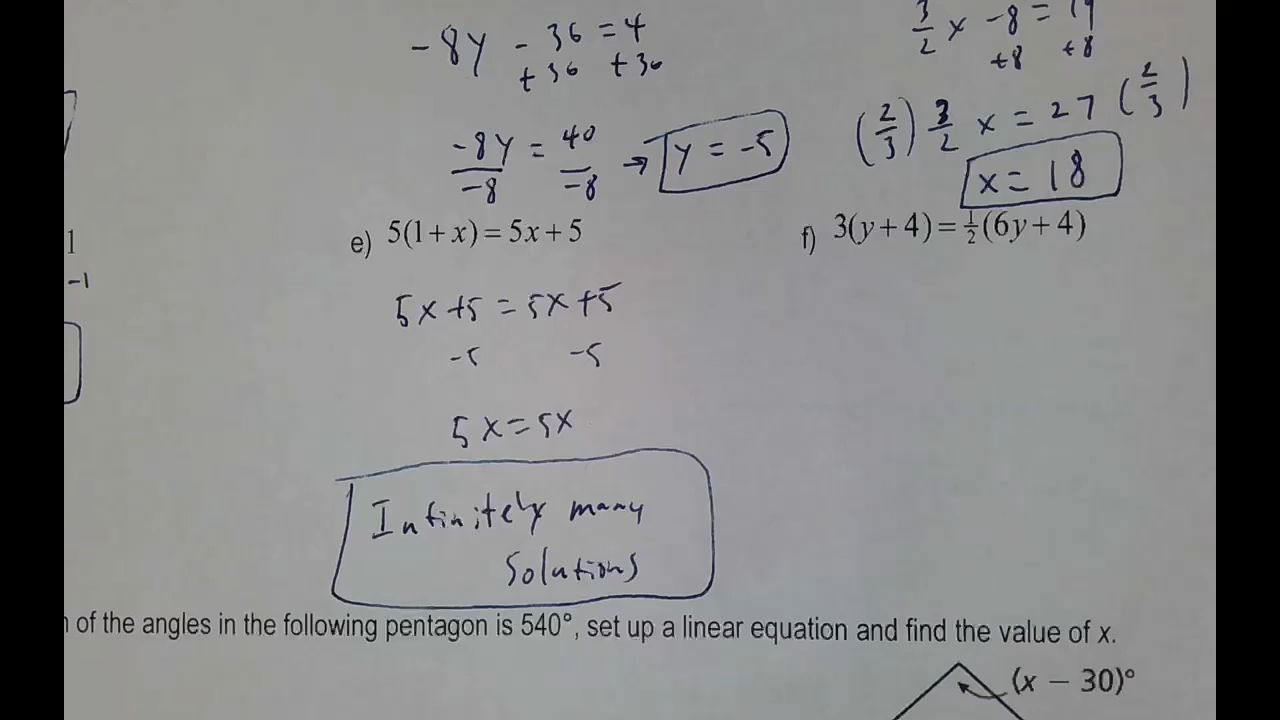 -8y - 36 = 4
+36 +36
-8y = 40
-8 -8
→ y = -5
3/2 x - 8 = 19
+8 +8
(2/3) 3/2 x = 27 (2/3)
x = 18
1
-1
e) 5(1+x)=5x+5
5x+5 = 5x+5
-5 -5
5x=5x
Infinitely many
solutions
f) 3(y+4)=½(6y+4)
of the angles in the following pentagon is 540°, set up a linear equation and find the value of x.
(x − 30)°